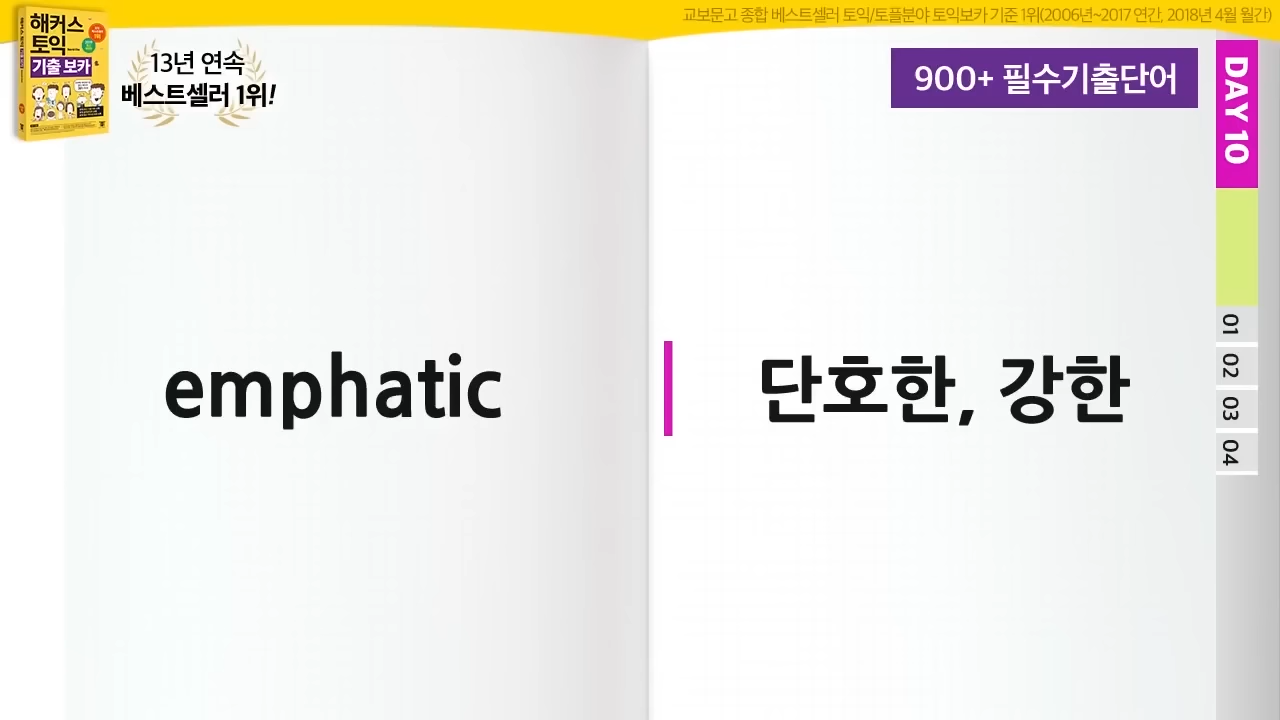 교보문고 종합 베스트셀러 토익/토플분야 토익보카 기준 1위(2006년~2017 연간, 2018년 4월 월간)
해커스
토익
기출 보카
13년 연속
베스트셀러 1위!
900+ 필수기출단어
DAY 10
emphatic
단호한, 강한
01
02
03
04